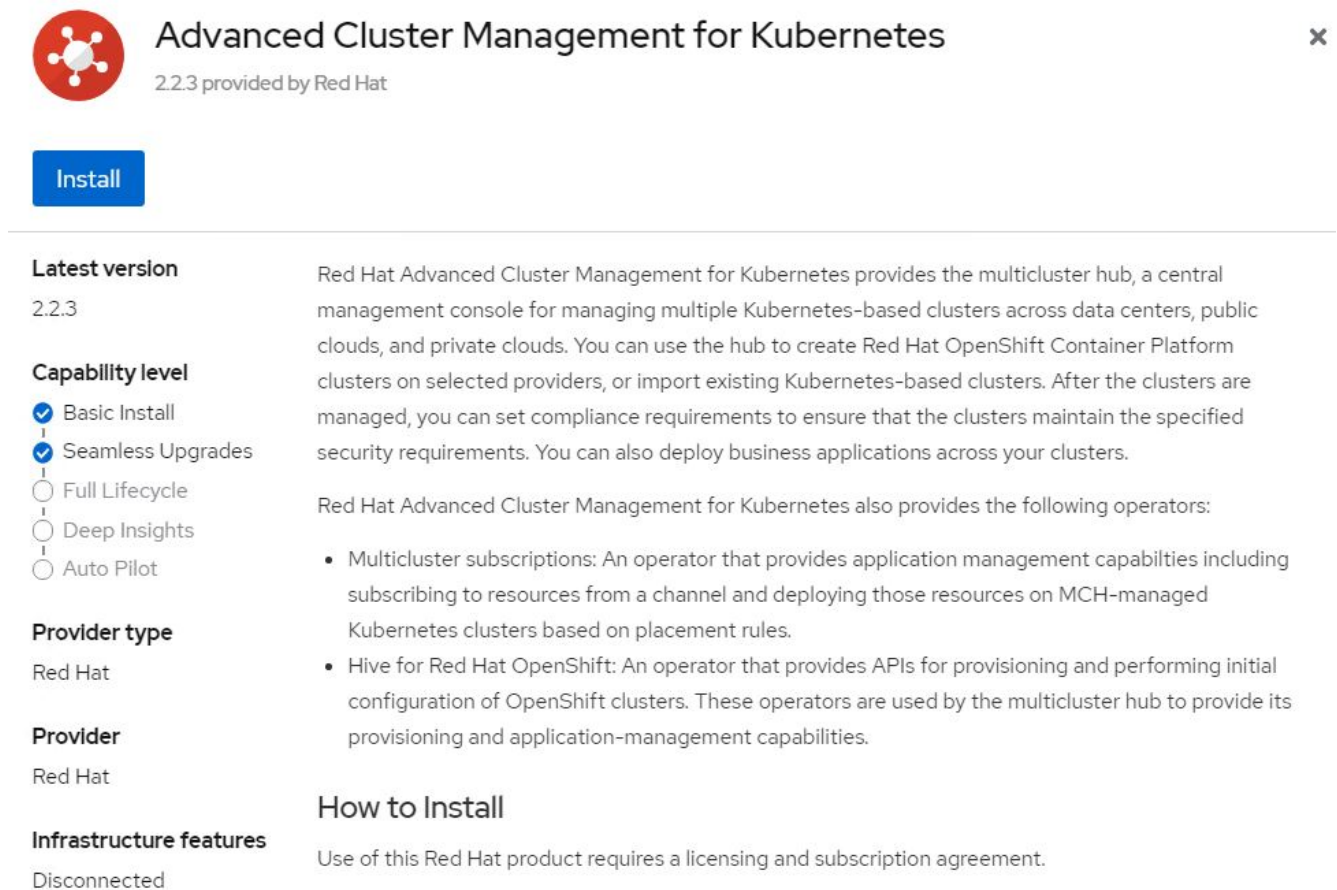 Advanced Cluster Management for Kubernetes
2.2.3 provided by Red Hat
Install
Latest version
2.2.3
Capability level
Basic Install
Seamless Upgrades
Full Lifecycle
Deep Insights
Auto Pilot
Provider type
Red Hat
Provider
Red Hat
Infrastructure features
Disconnected
Red Hat Advanced Cluster Management for Kubernetes provides the multicluster hub, a central
management console for managing multiple Kubernetes-based clusters across data centers, public
clouds, and private clouds. You can use the hub to create Red Hat OpenShift Container Platform
clusters on selected providers, or import existing Kubernetes-based clusters. After the clusters are
managed, you can set compliance requirements to ensure that the clusters maintain the specified
security requirements. You can also deploy business applications across your clusters.
Red Hat Advanced Cluster Management for Kubernetes also provides the following operators:
• Multicluster subscriptions: An operator that provides application management capabilties including
subscribing to resources from a channel and deploying those resources on MCH-managed
Kubernetes clusters based on placement rules.
• Hive for Red Hat OpenShift: An operator that provides APIs for provisioning and performing initial
configuration of OpenShift clusters. These operators are used by the multicluster hub to provide its
provisioning and application-management capabilities.
How to Install
Use of this Red Hat product requires a licensing and subscription agreement.